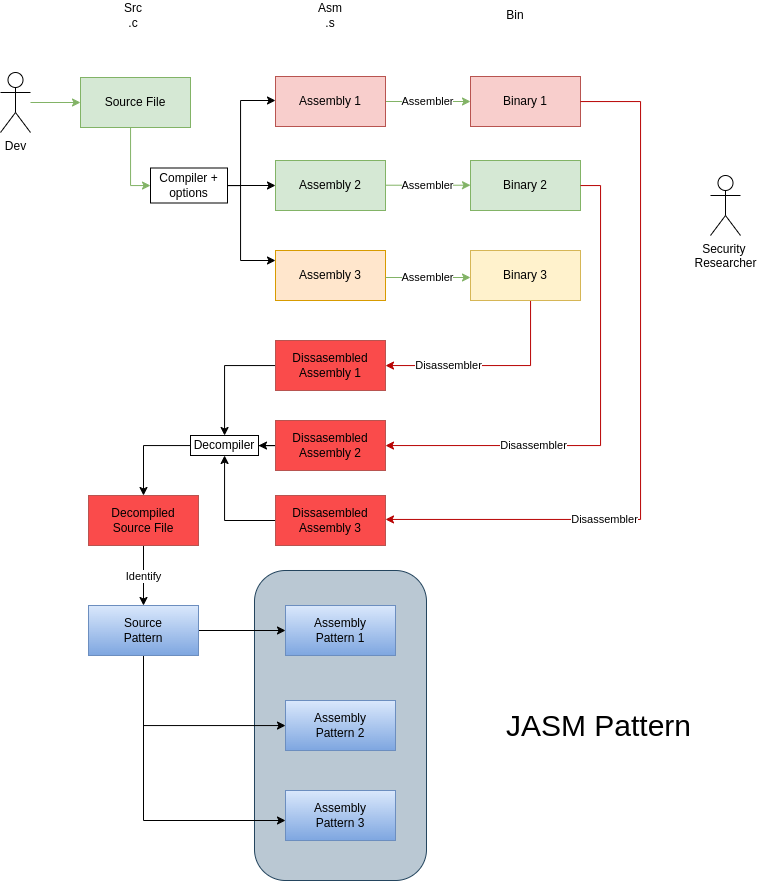 Src
.c
Asm
.s
Bin
Dev
Source File
Assembly 1
Assembler
Binary 1
Compiler +
options
Assembly 2
Assembler
Binary 2
Security
Researcher
Assembly 3
Assembler
Binary 3
Dissasembled
Assembly 1
Disassembler
Decompiler
Dissasembled
Assembly 2
Disassembler
Decompiled
Source File
Dissasembled
Assembly 3
Disassembler
Identify
Source
Pattern
Assembly
Pattern 1
Assembly
Pattern 2
JASM Pattern
Assembly
Pattern 3